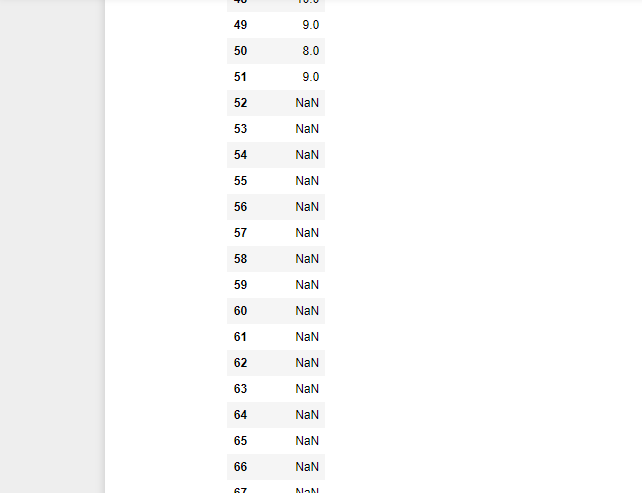 49 9.0
50 8.0
51 9.0
52 NaN
53 NaN
54 NaN
55 NaN
56 NaN
57 NaN
58 NaN
59 NaN
60 NaN
61 NaN
62 NaN
63 NaN
64 NaN
65 NaN
66 NaN
67 NaN